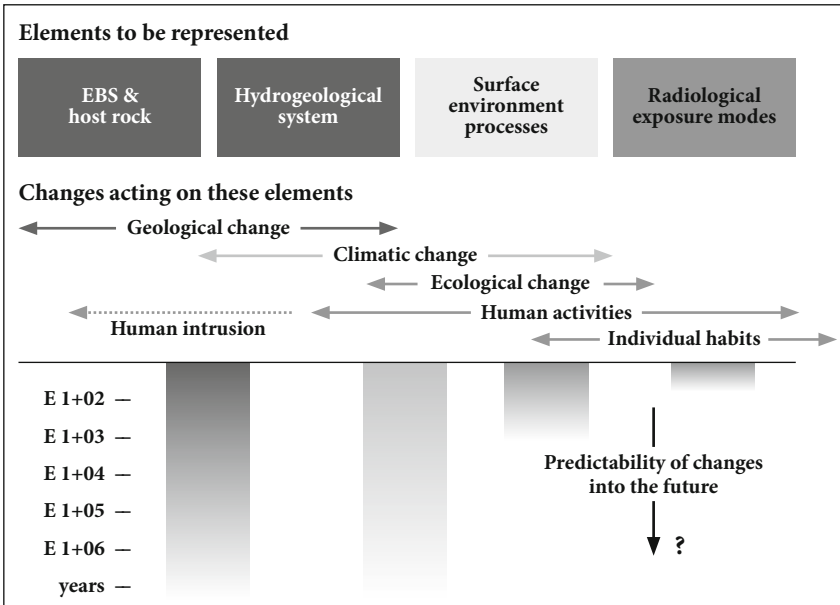 Elements to be represented
EBS &
host rock
Hydrogeological
system
Surface
environment
processes
Radiological
exposure modes
Changes acting on these elements
Geological change
Climatic change
Ecological change
Human activities
Human intrusion
Individual habits
E 1+02
E 1+03
E 1+04
E 1+05
E 1+06
years
Predictability of changes
into the future
?